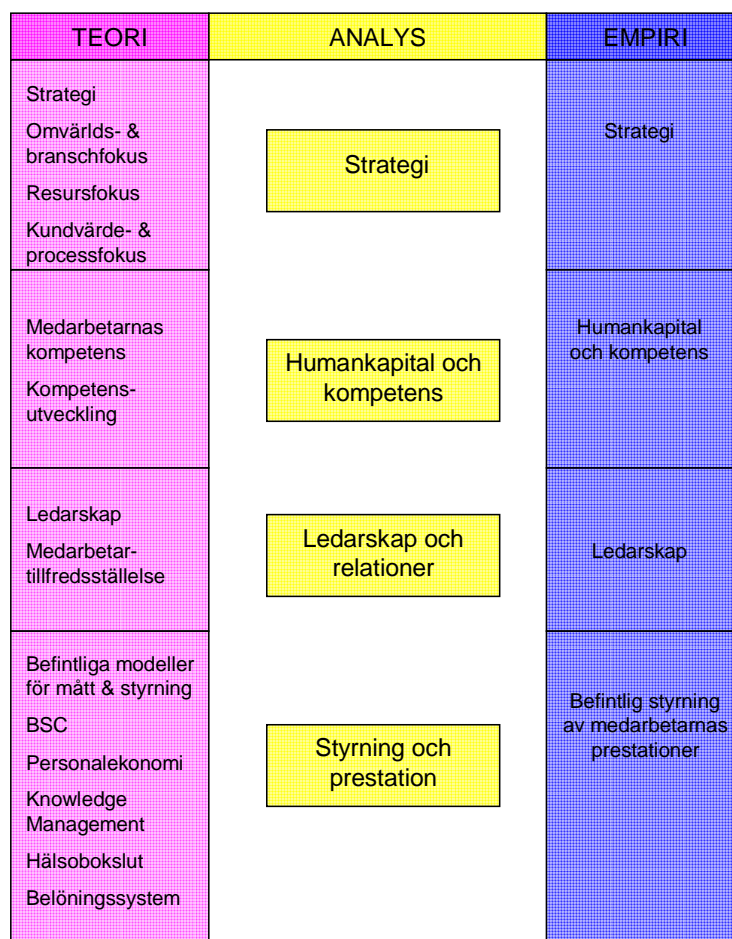 TEORI
ANALYS
EMPIRI
Strategi
Omvärlds- &
branschfokus
Resursfokus
Kundvärde- &
processfokus
Strategi
Strategi
Medarbetarnas
kompetens
Kompetens-
utveckling
Humankapital och
kompetens
Humankapital
och kompetens
Ledarskap
Medarbetar-
tillfredsställelse
Ledarskap och
relationer
Ledarskap
Befintliga modeller
för mått & styrning
BSC
Personalekonomi
Knowledge
Management
Hälsobokslut
Belöningssystem
Styrning och
prestation
Befintlig styrning
av medarbetarnas
prestationer